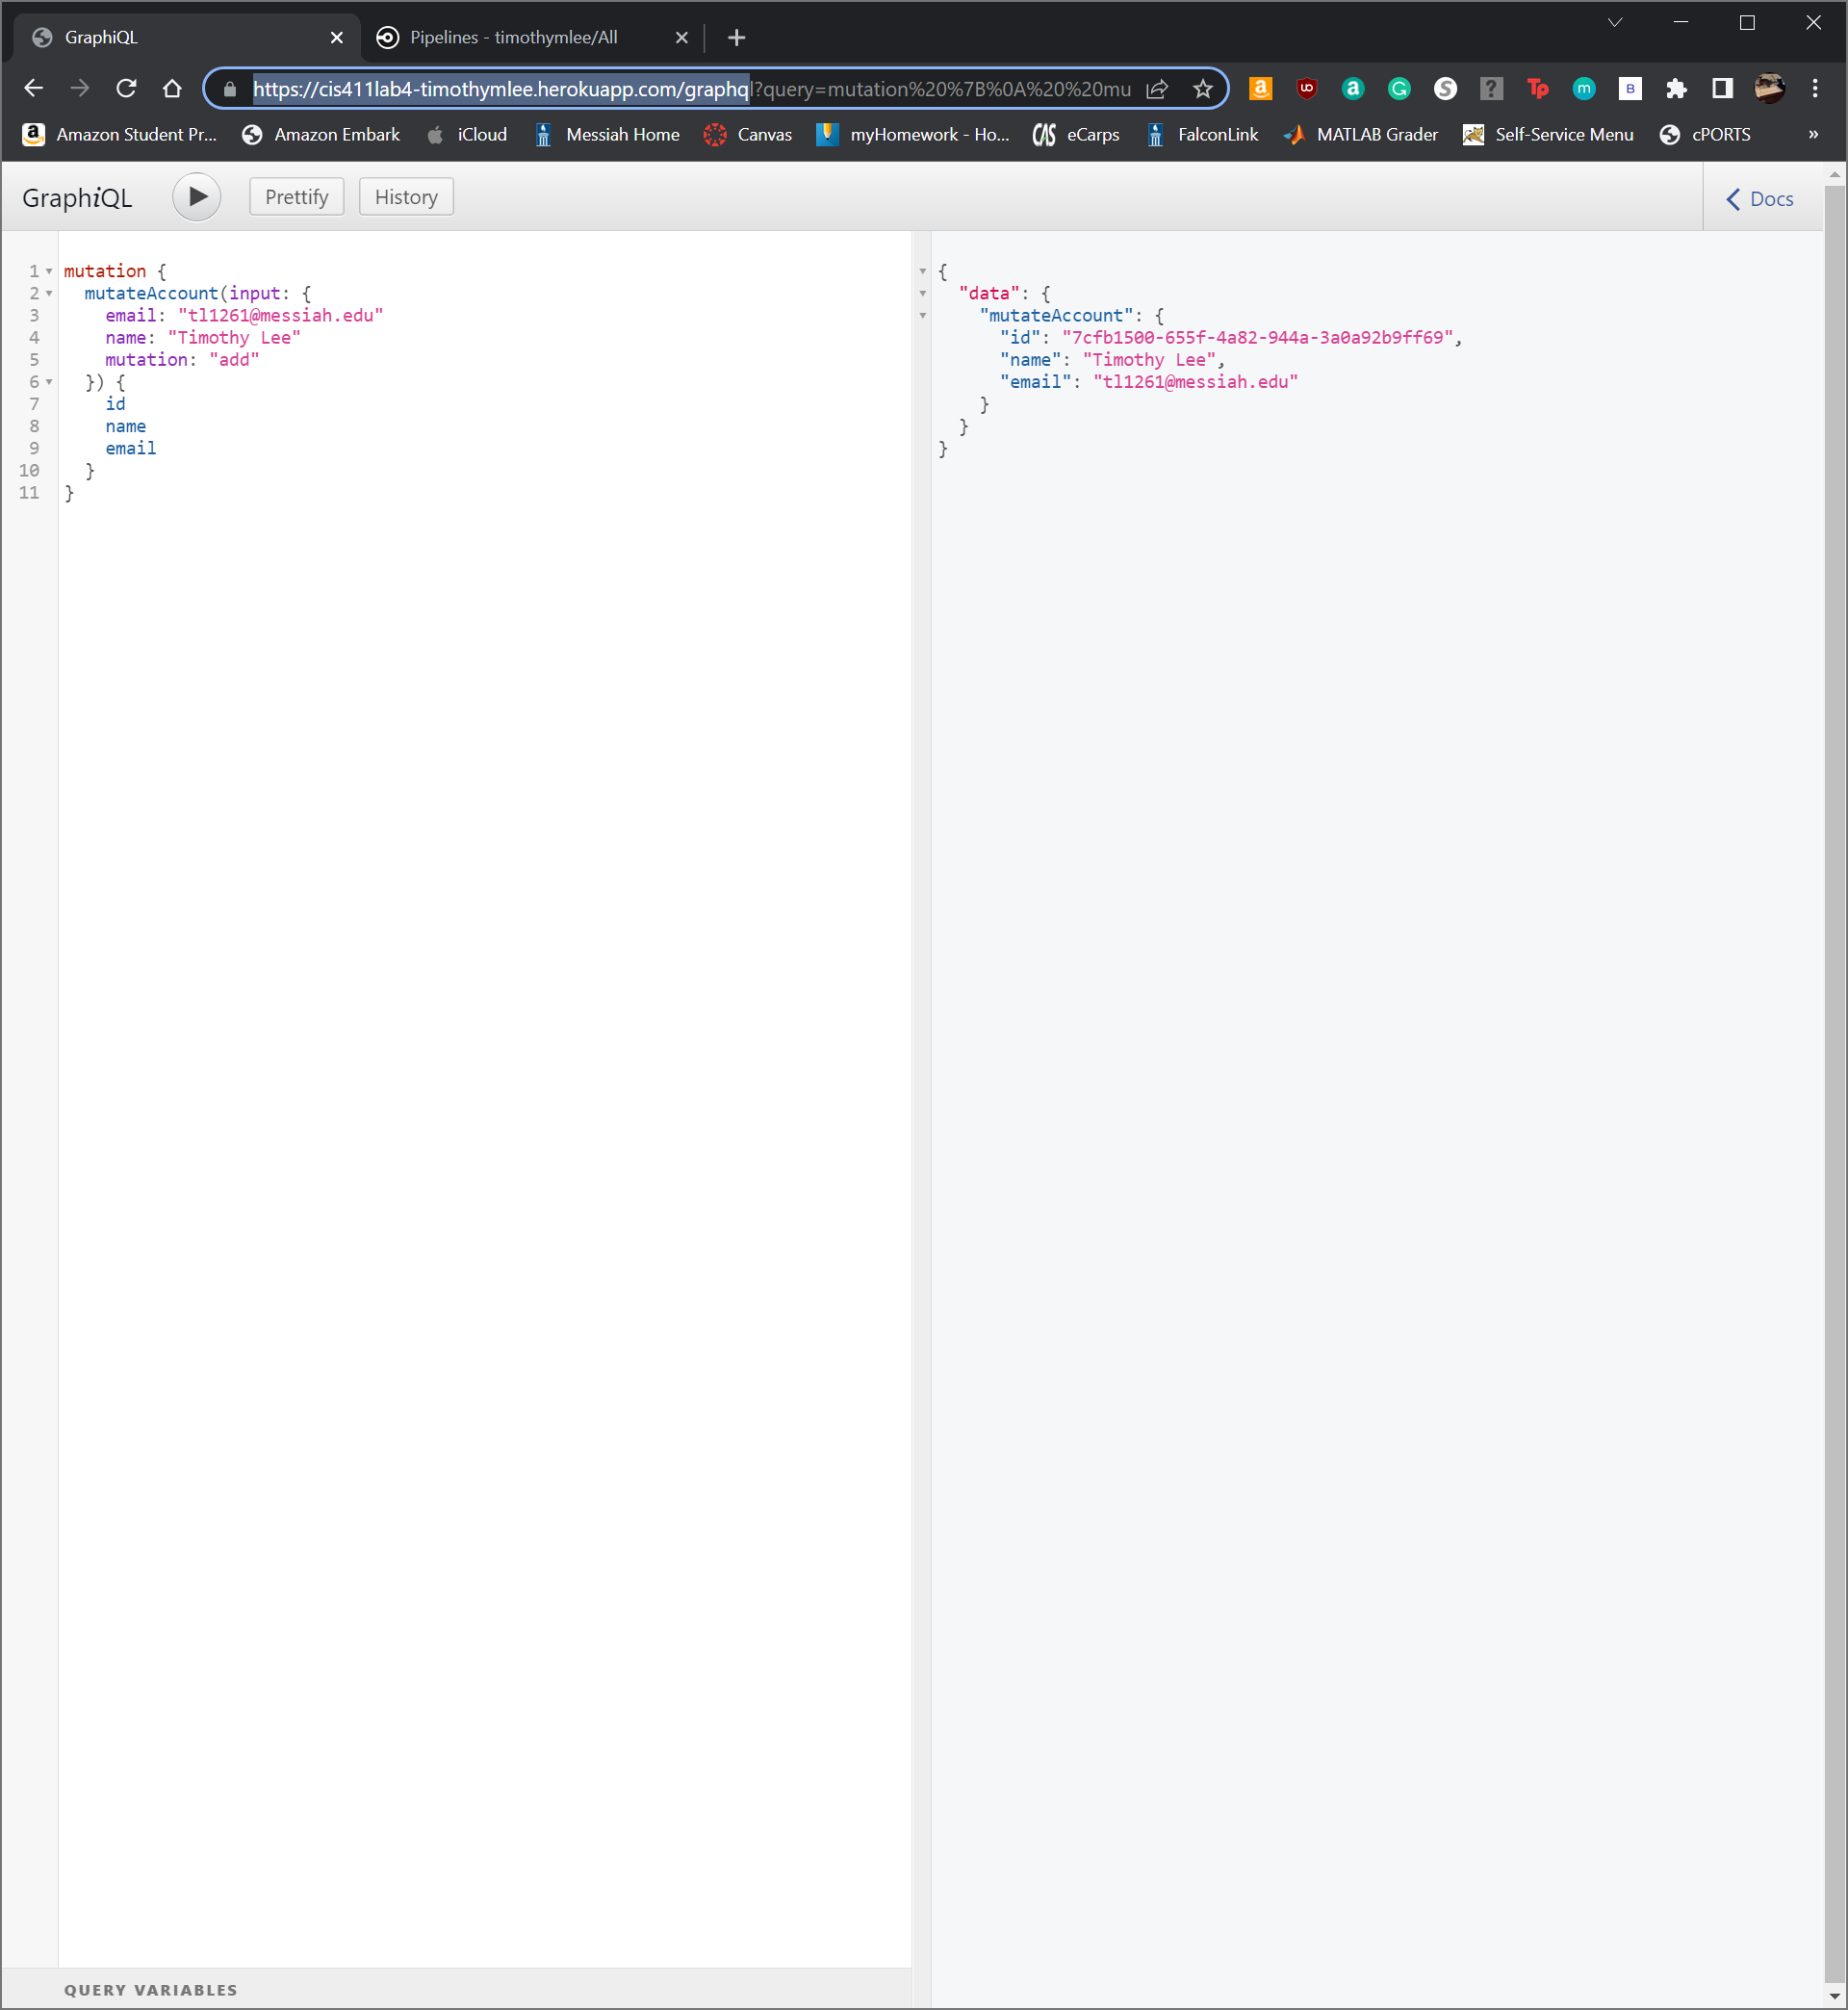 GraphiQL
Pipelines - timothymlee/All
https://cis411lab4-timothymlee.herokuapp.com/graphql?query=mutation%20%7B%0A%20%20mu
Amazon Student Pr... Amazon Embark iCloud Messiah Home Canvas myHomework - Ho... CAS eCarps FalconLink MATLAB Grader Self-Service Menu cPORTS »
GraphiQL Prettify History Docs
1 mutation {
2 mutateAccount(input: {
3 email: "tl1261@messiah.edu"
4 name: "Timothy Lee"
5 mutation: "add"
6 }) {
7 id
8 name
9 email
10 }
11 }
{
"data": {
"mutateAccount": {
"id": "7cfb1500-655f-4a82-944a-3a0a92b9ff69",
"name": "Timothy Lee",
"email": "tl1261@messiah.edu"
}
}
}
QUERY VARIABLES